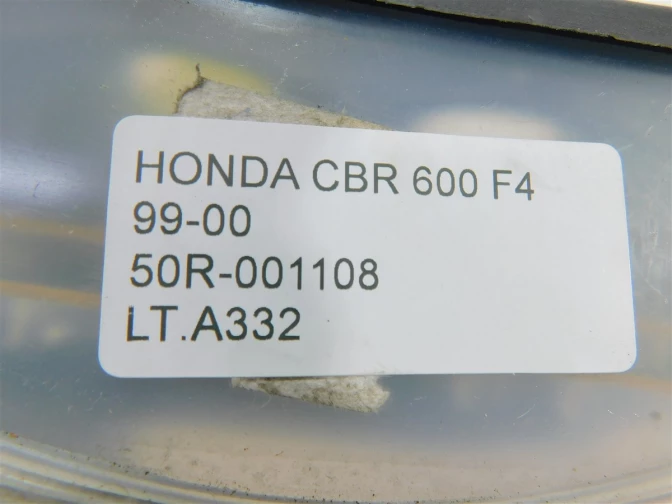 HONDA CBR 600 F4
99-00
50R-001108
LT.A332